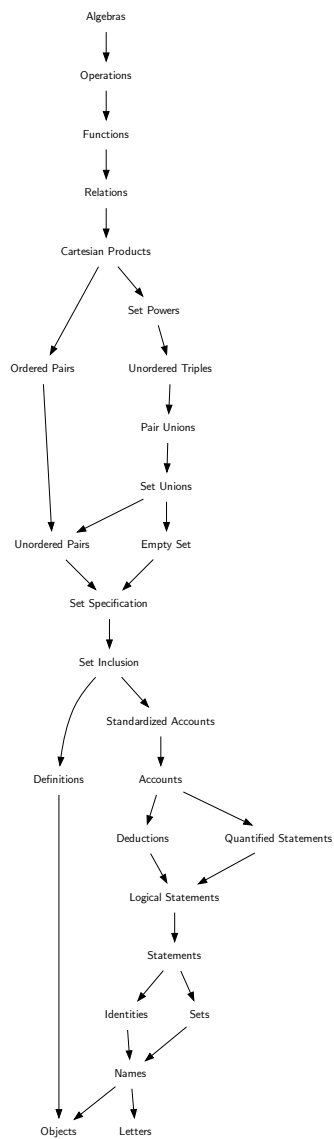 Algebras
Operations
Functions
Relations
Cartesian Products
Set Powers
Ordered Pairs
Unordered Triples
Pair Unions
Set Unions
Unordered Pairs
Empty Set
Set Specification
Set Inclusion
Standardized Accounts
Definitions
Accounts
Deductions
Quantified Statements
Logical Statements
Statements
Identities
Sets
Names
Objects
Letters